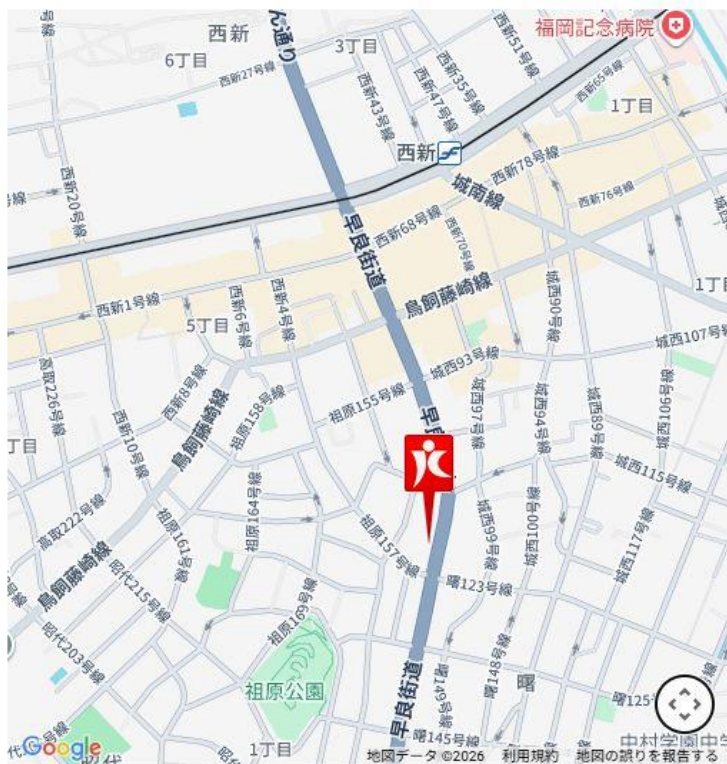 福岡記念病院
西新
3丁目
6丁目
ん通り
西新51号線
西新35号線
西新27号線
西新43号線
西新47号線
西新65号線
1丁目
西新
西新78号線
城南線
西新76号線
西新20号線
早良街道
西新68号線
西新70号線
城西90号線
1丁
西新1号線
西新6号線
西新4号線
鳥飼藤崎線
5丁目
城西107号線
城西93号線
高取226号線
西新8号線
鳥飼藤崎線
祖原158号線
祖原155号線
城西97号線
城西94号線
城西89号線
城西106号線
丁目
西新10号線
早
城西115号線
高取222号線
祖原161号線
祖原164号線
祖原157号線
城西99号線
城西100号線
城西117号線
鳥飼藤崎線
昭代215号線
祖原169号線
曙123号線
昭代203号線
祖原公園
早良街道
曙149号線
曙148号線
曙
曙125
曙145号線
1丁目
中村学園中学
Google
地図データ ©2026
利用規約
地図の誤りを報告する